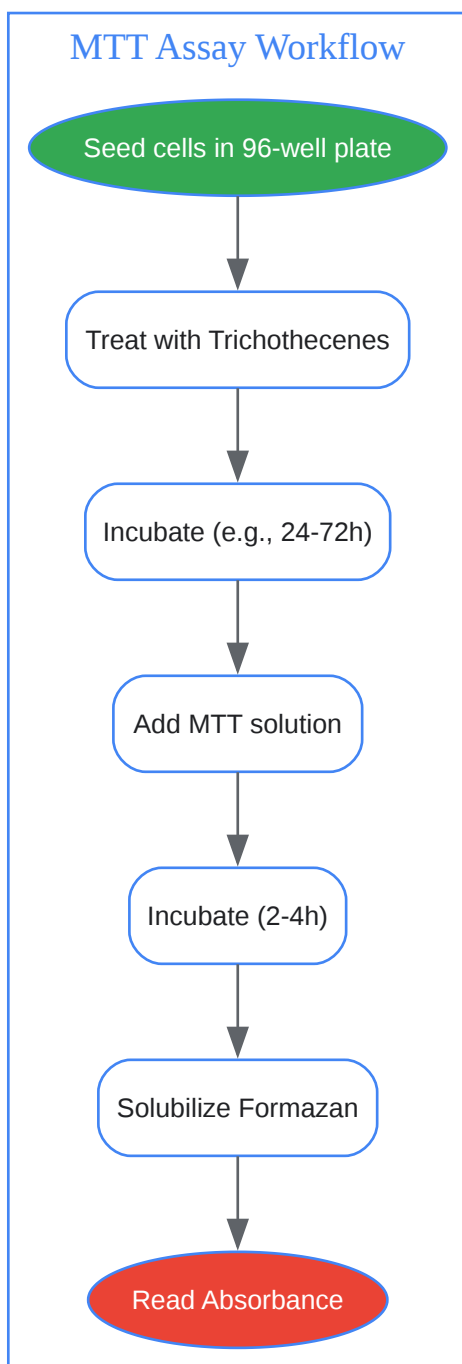 MTT Assay Workflow
Seed cells in 96-well plate
Treat with Trichothecenes
Incubate (e.g., 24-72h)
Add MTT solution
Incubate (2-4h)
Solubilize Formazan
Read Absorbance